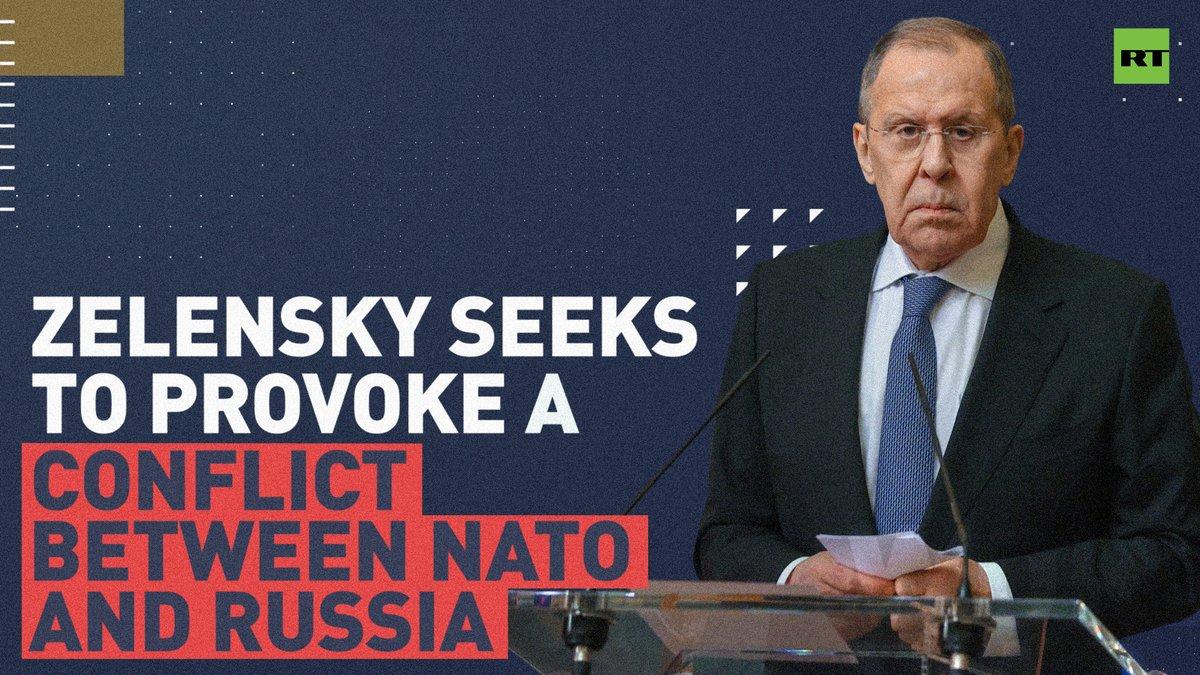 RT
ZELENSKY SEEKS
TO PROVOKE A
CONFLICT
BETWEEN NATO
AND RUSSIA